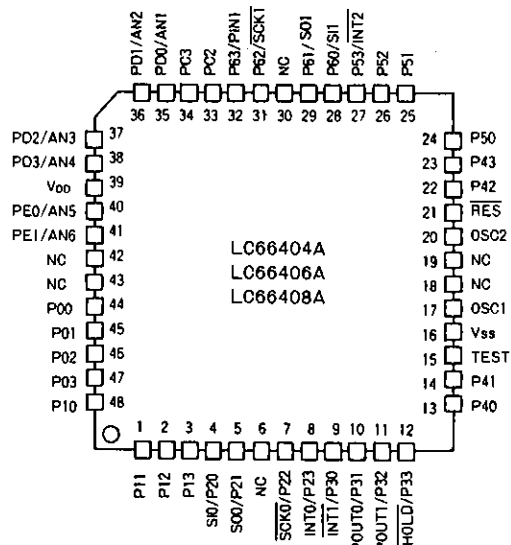 PD1/AN2
PD0/AN1
PC3
PC2
P63/PIN1
P62/SCK1
NC
P61/SO1
P60/SI1
P53/INT2
P52
P51
36 35 34 33 32 31 30 29 28 27 26 25
PD2/AN3 37
PD3/AN4 38
VDD 39
PE0/AN5 40
PE1/AN6 41
NC 42
NC 43
P00 44
P01 45
P02 46
P03 47
P10 48
LC66404A
LC66406A
LC66408A
24 P50
23 P43
22 P42
21 RES
20 OSC2
19 NC
18 NC
17 OSC1
16 Vss
15 TEST
14 P41
13 P40
1 2 3 4 5 6 7 8 9 10 11 12
P11
P12
P13
SI0/P20
SO0/P21
NC
SCK0/P22
INT0/P23
INT1/P30
POUT0/P31
POUT1/P32
HOLD/P33